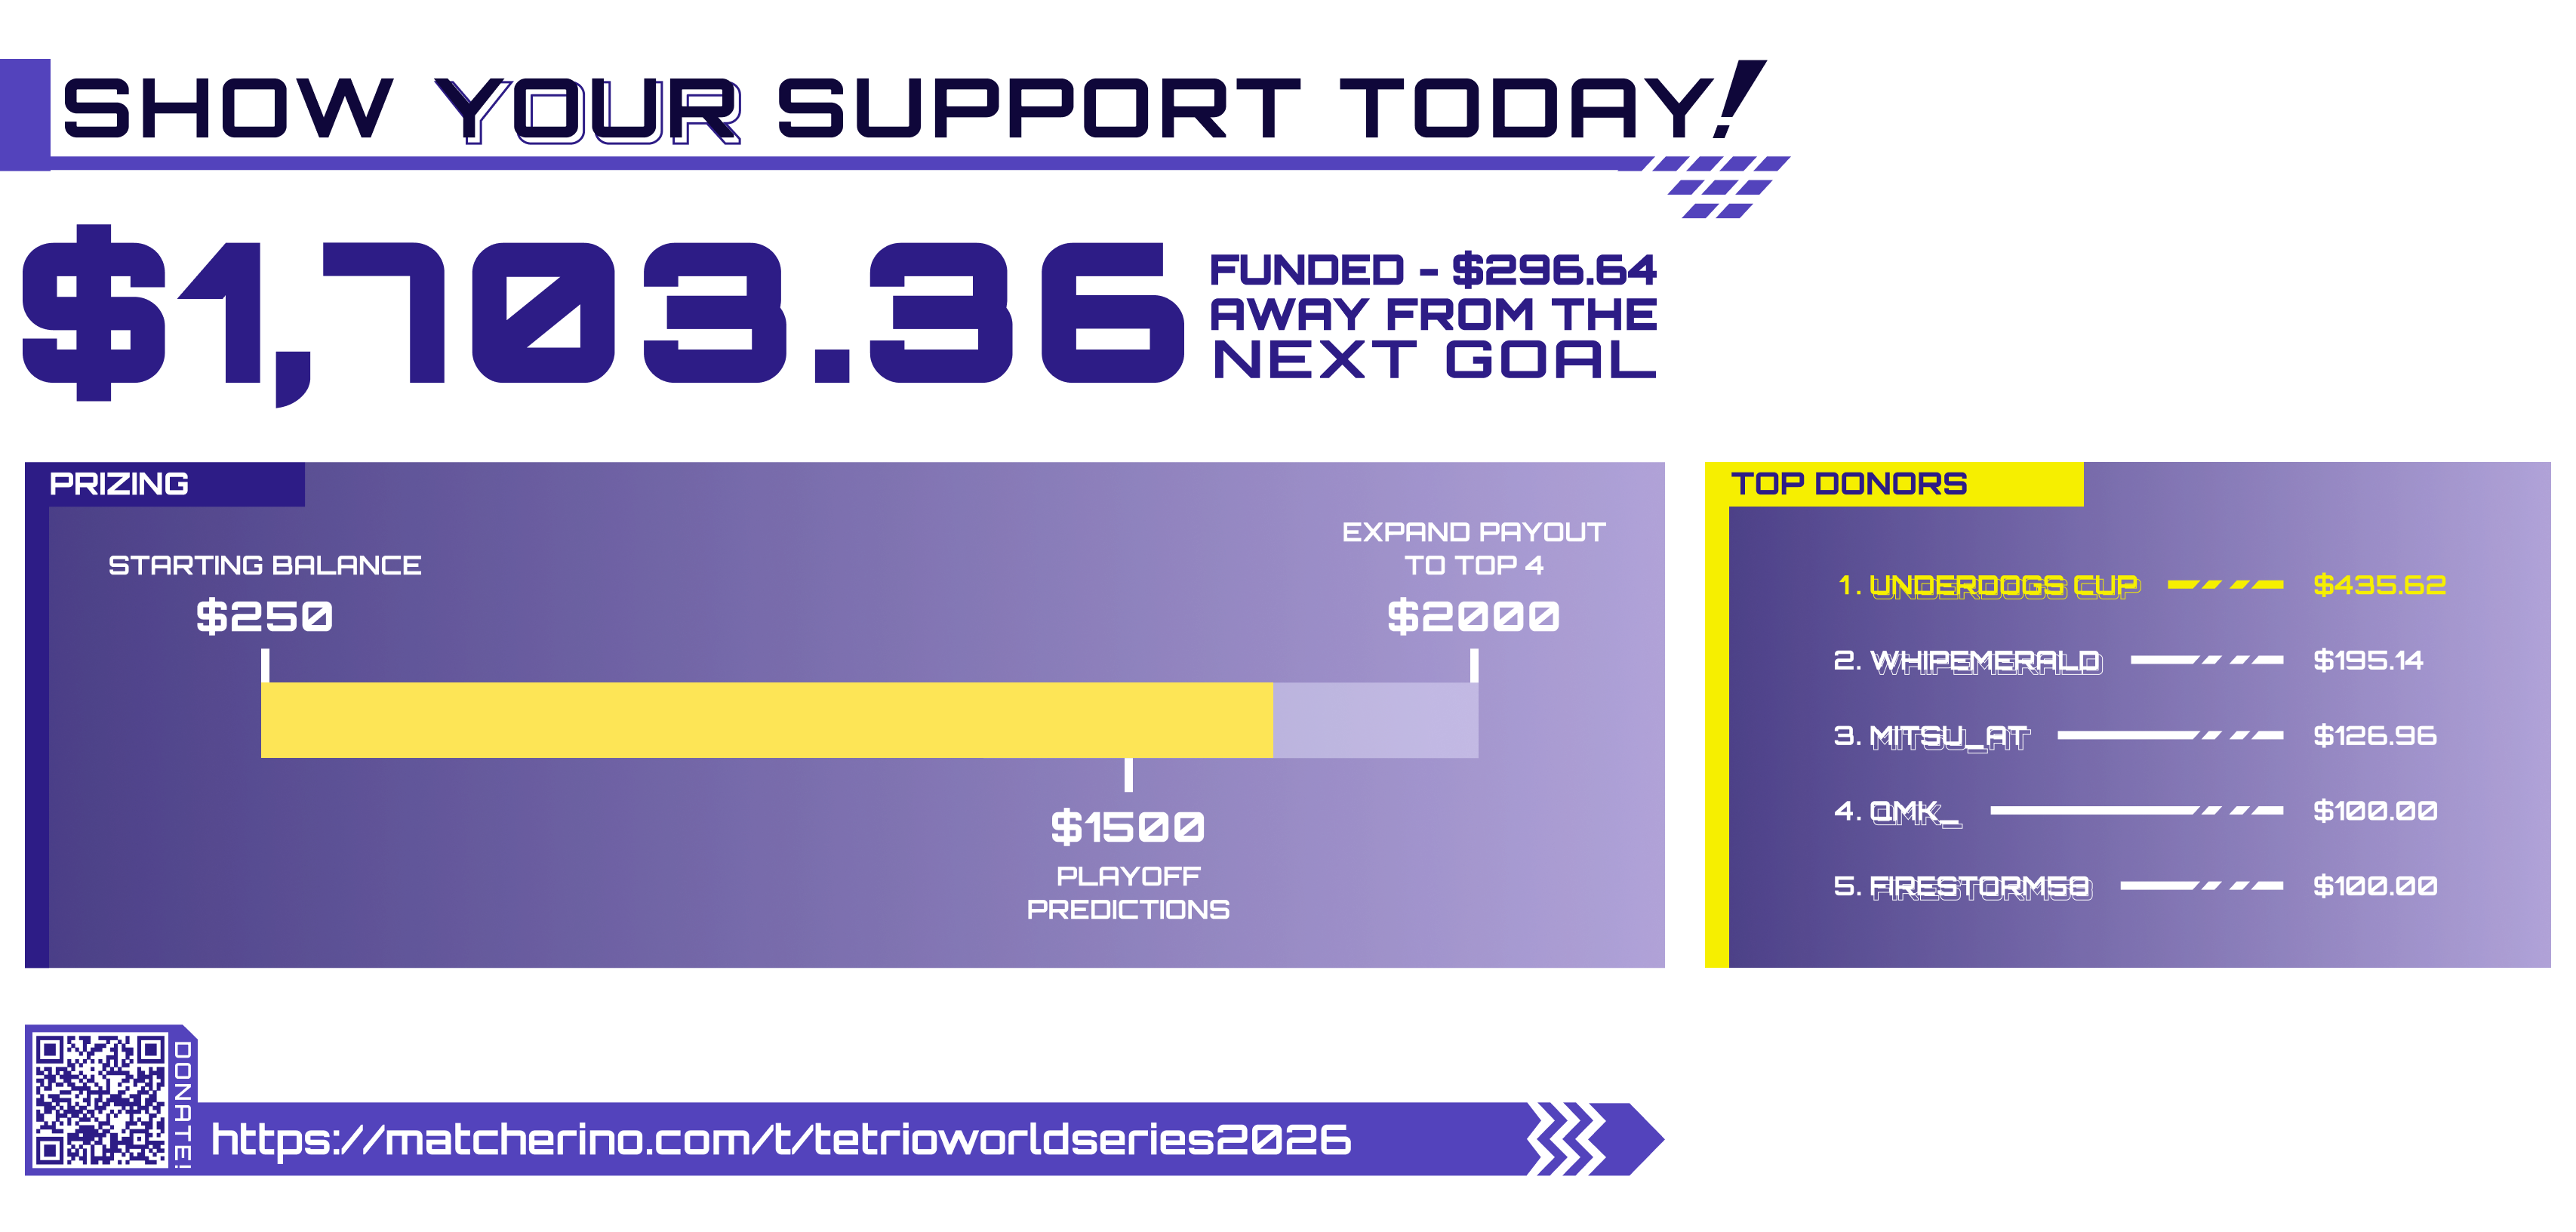 SHOW YOUR SUPPORT TODAY!
$1,703.36
FUNDED - $296.64
AWAY FROM THE
NEXT GOAL
PRIZING
STARTING BALANCE
$250
EXPAND PAYOUT
TO TOP 4
$2000
$1500
PLAYOFF
PREDICTIONS
TOP DONORS
1. UNDERDOGS CUP $435.62
2. WHIPEMERALD $195.14
3. MITSU_AT $126.96
4. OMK_ $100.00
5. FIRESTORM59 $100.00
DONATE!
https://matcherino.com/t/tetrioworldseries2026